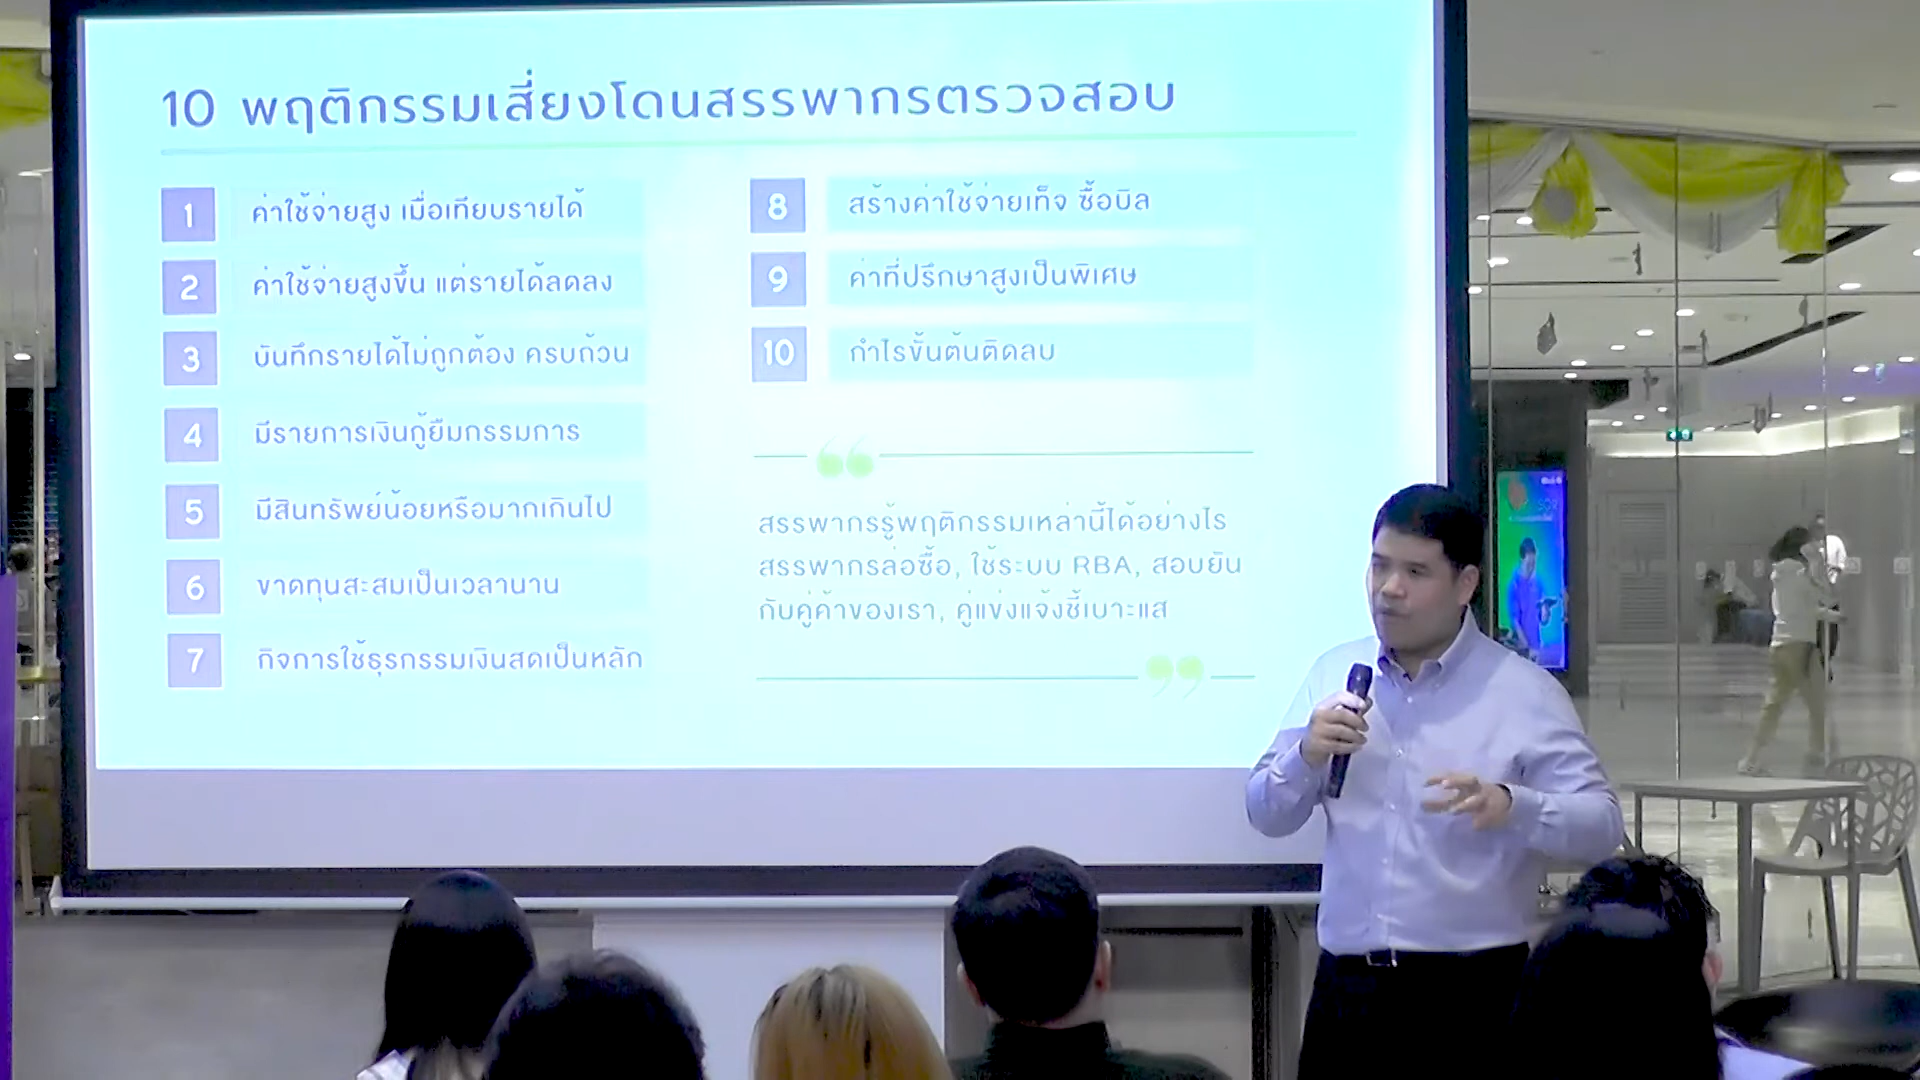 10 พฤติกรรมเสี่ยงโดนสรรพากรตรวจสอบ
1 ค่าใช้จ่ายสูง เมื่อเทียบรายได้
2 ค่าใช้จ่ายสูงขึ้น แต่รายได้ลดลง
3 บันทึกรายได้ไม่ถูกต้อง ครบถ้วน
4 มีรายการเงินกู้ยืมกรรมการ
5 มีสินทรัพย์น้อยหรือมากเกินไป
6 ขาดทุนสะสมเป็นเวลานาน
7 กิจการใช้ธุรกรรมเงินสดเป็นหลัก
8 สร้างค่าใช้จ่ายเท็จ ซื้อบิล
9 ค่าที่ปรึกษาสูงเป็นพิเศษ
10 กำไรขั้นต้นติดลบ
“
สรรพากรรู้พฤติกรรมเหล่านี้ได้อย่างไร
สรรพากรล่อซื้อ, ใช้ระบบ RBA, สอบยัน
กับคู่ค้าของเรา, คู่แข่งแจ้งชี้เบาะแส
”